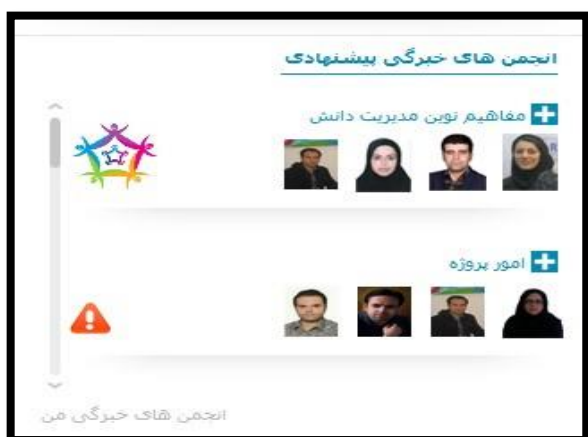 انجمن های خبرگی پیشنهادی
مفاهیم نوین مدیریت دانش
امور پروژه
انجمن های خبرگی من